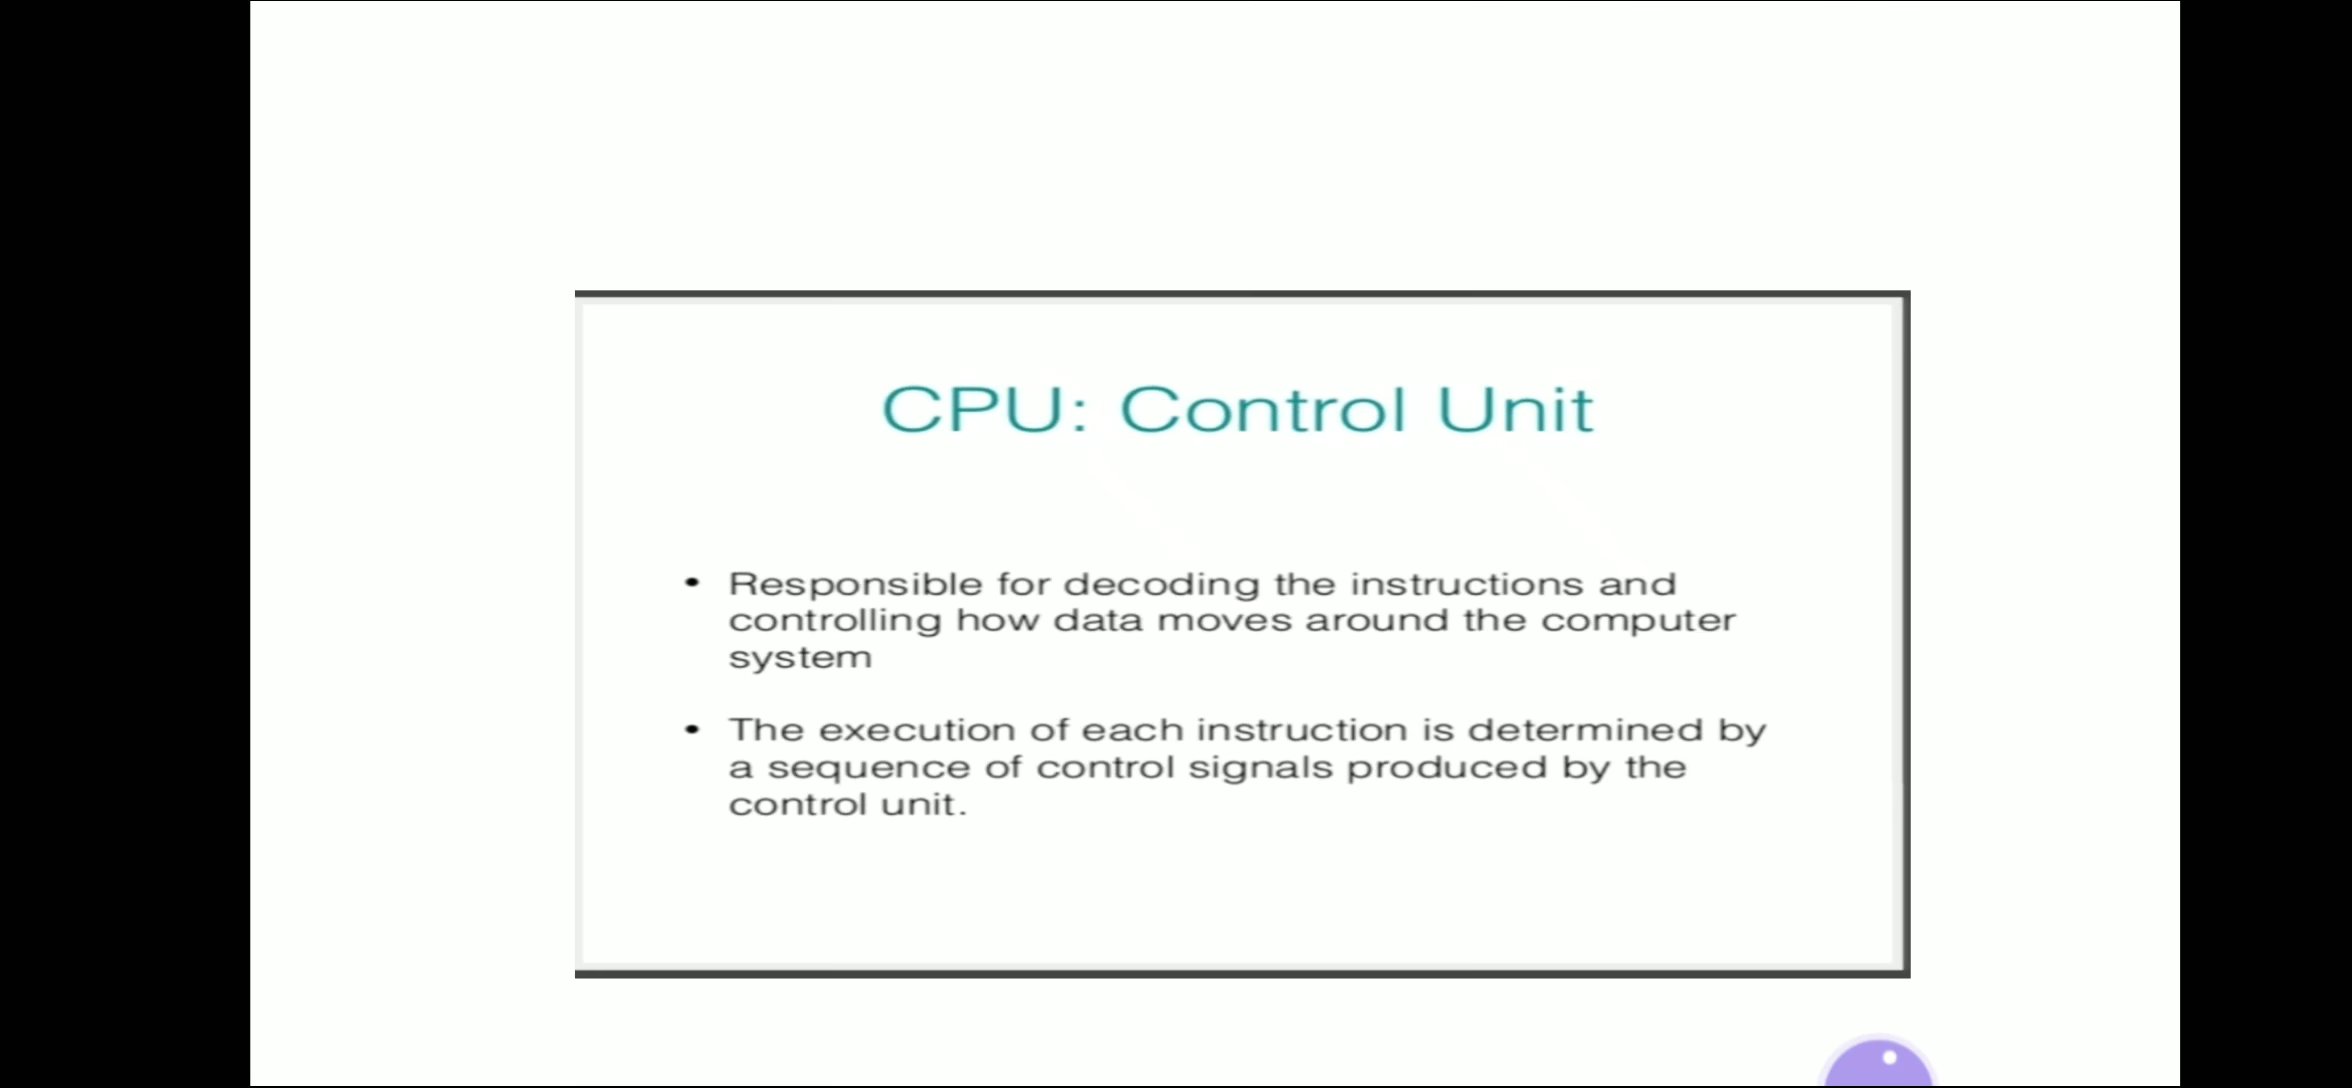 CPU: Control Unit
• Responsible for decoding the instructions and
controlling how data moves around the computer
system
• The execution of each instruction is determined by
a sequence of control signals produced by the
control unit.